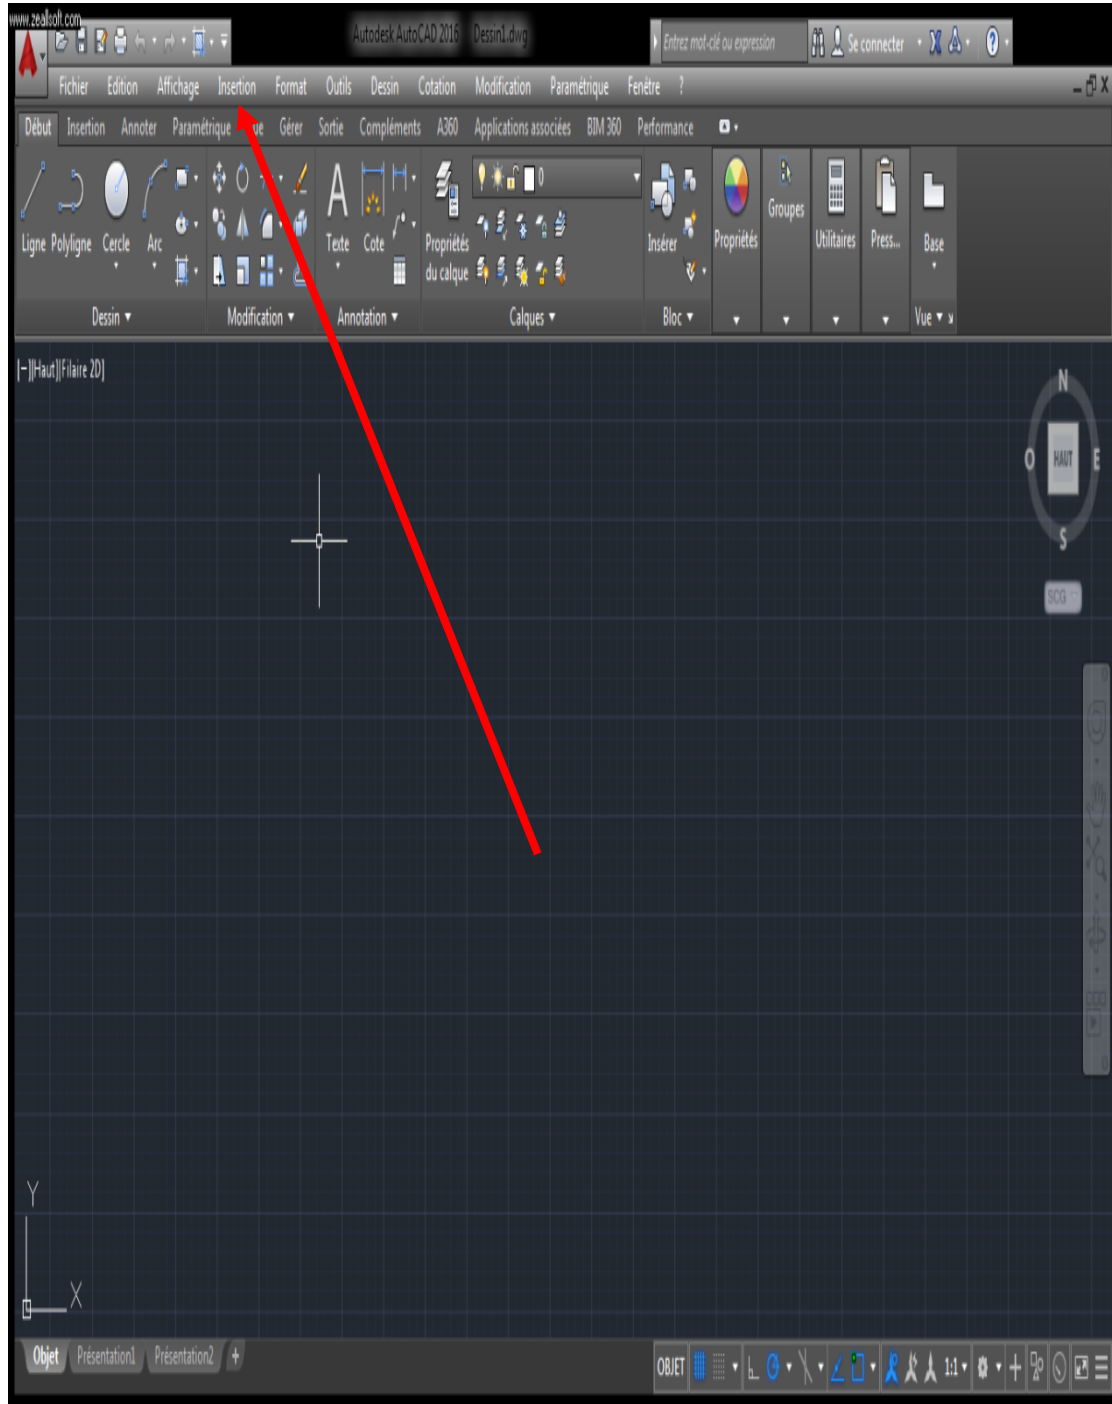 www.zeallsoft.com
Autodesk AutoCAD 2016 Dessin1.dwg
Entrez mot-clé ou expression
Se connecter
?
Fichier Edition Affichage Insertion Format Outils Dessin Cotation Modification Paramétrique Fenêtre ?
Début Insertion Annoter Paramétrique Gérer Sortie Compléments A360 Applications associées BIM 360 Performance
A
0
Ligne Polyligne Cercle Arc
Texte Cote
Propriétés
du calque
Insérer
Propriétés
Groupes
Utilitaires
Press...
Base
Dessin Modification Annotation Calques Bloc Vue
[-][Haut][Filaire 2D]
N
O HAUT E
S
SCG
Y
X
Objet Présentation1 Présentation2 +
OBJET 1:1